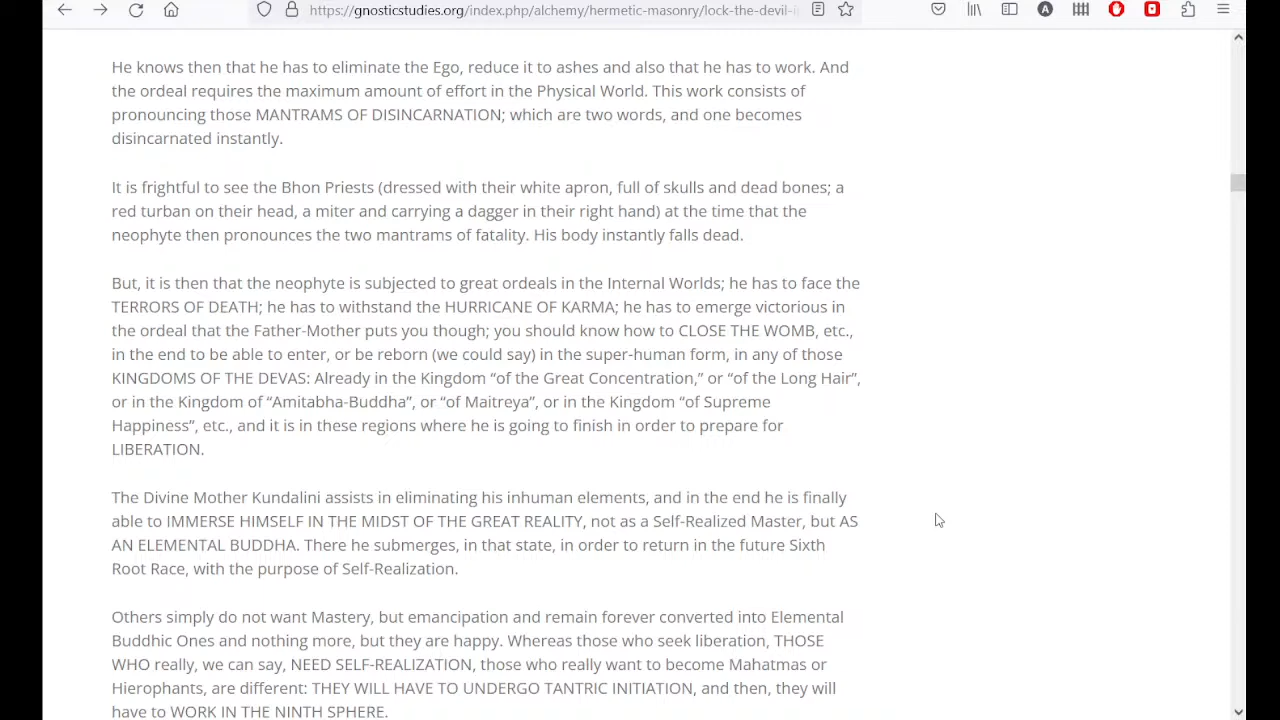 https://gnosticstudies.org/index.php/alchemy/hermetic-masonry/lock-the-devil-i
He knows then that he has to eliminate the Ego, reduce it to ashes and also that he has to work. And
the ordeal requires the maximum amount of effort in the Physical World. This work consists of
pronouncing those MANTRAMS OF DISINCARNATION; which are two words, and one becomes
disincarnated instantly.
It is frightful to see the Bhon Priests (dressed with their white apron, full of skulls and dead bones; a
red turban on their head, a miter and carrying a dagger in their right hand) at the time that the
neophyte then pronounces the two mantrams of fatality. His body instantly falls dead.
But, it is then that the neophyte is subjected to great ordeals in the Internal Worlds; he has to face the
TERRORS OF DEATH; he has to withstand the HURRICANE OF KARMA; he has to emerge victorious in
the ordeal that the Father-Mother puts you though; you should know how to CLOSE THE WOMB, etc.,
in the end to be able to enter, or be reborn (we could say) in the super-human form, in any of those
KINGDOMS OF THE DEVAS: Already in the Kingdom “of the Great Concentration,” or “of the Long Hair”,
or in the Kingdom of “Amitabha-Buddha”, or “of Maitreya”, or in the Kingdom “of Supreme
Happiness”, etc., and it is in these regions where he is going to finish in order to prepare for
LIBERATION.
The Divine Mother Kundalini assists in eliminating his inhuman elements, and in the end he is finally
able to IMMERSE HIMSELF IN THE MIDST OF THE GREAT REALITY, not as a Self-Realized Master, but AS
AN ELEMENTAL BUDDHA. There he submerges, in that state, in order to return in the future Sixth
Root Race, with the purpose of Self-Realization.
Others simply do not want Mastery, but emancipation and remain forever converted into Elemental
Buddhic Ones and nothing more, but they are happy. Whereas those who seek liberation, THOSE
WHO really, we can say, NEED SELF-REALIZATION, those who really want to become Mahatmas or
Hierophants, are different: THEY WILL HAVE TO UNDERGO TANTRIC INITIATION, and then, they will
have to WORK IN THE NINTH SPHERE.